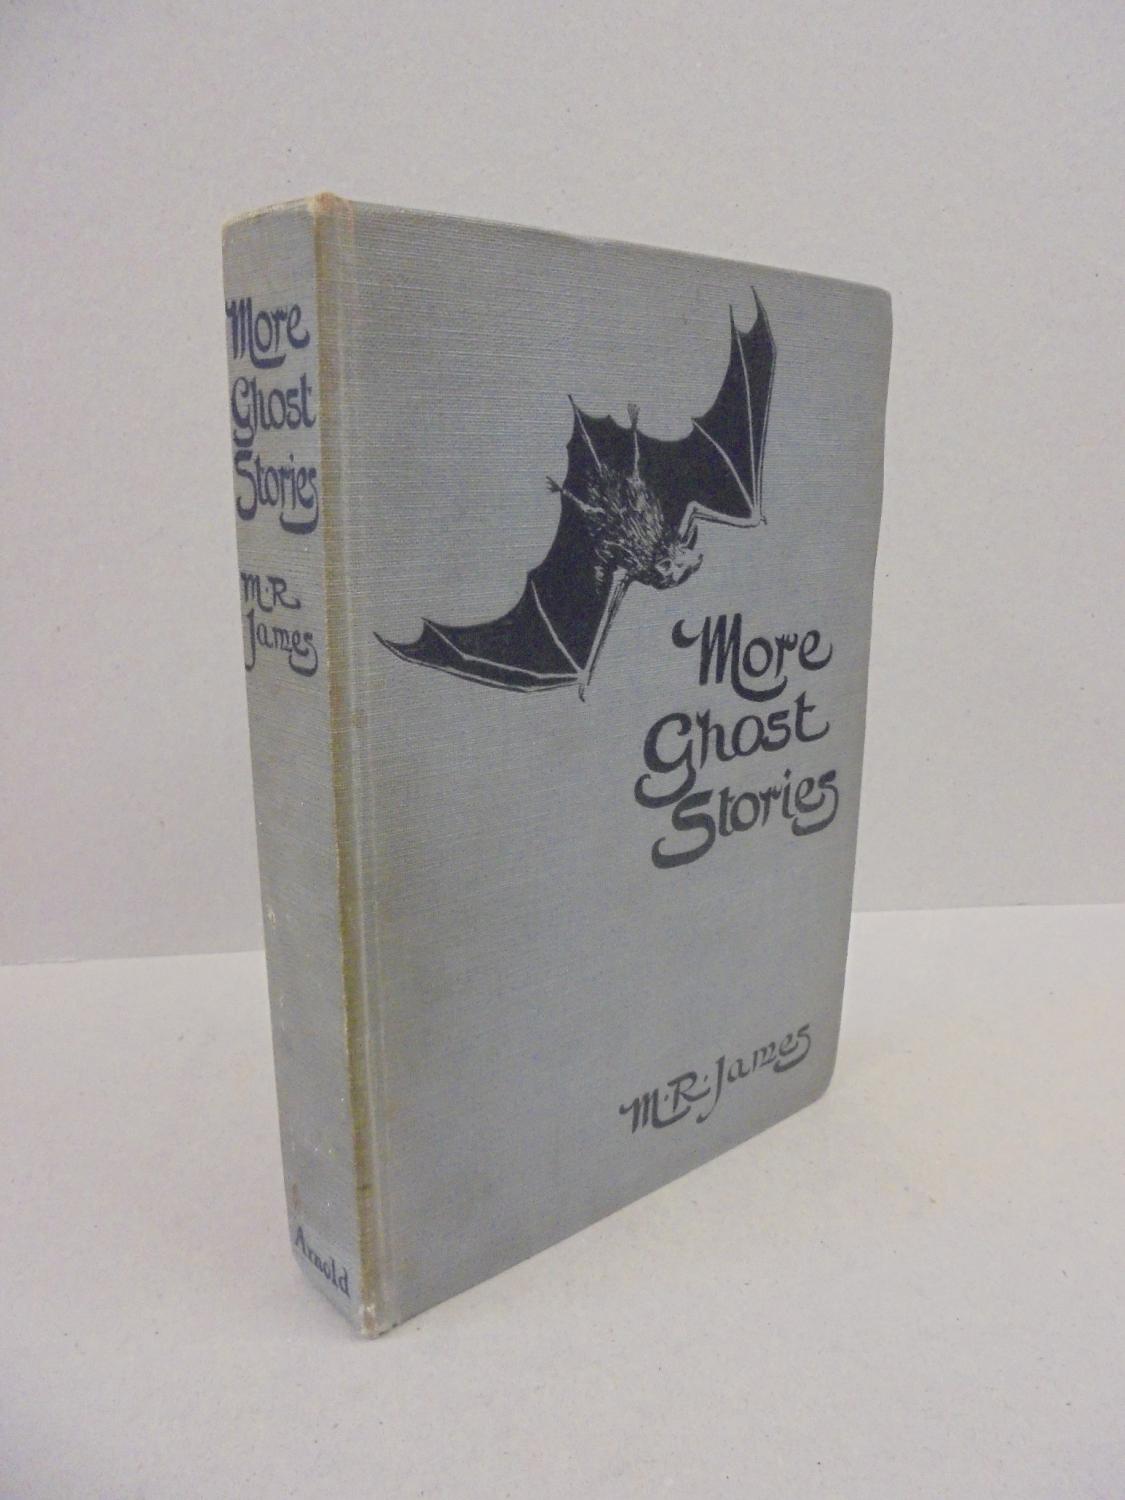 More
Ghost
Stories
M·R
James
Arnold
More
Ghost
Stories
M·R·James